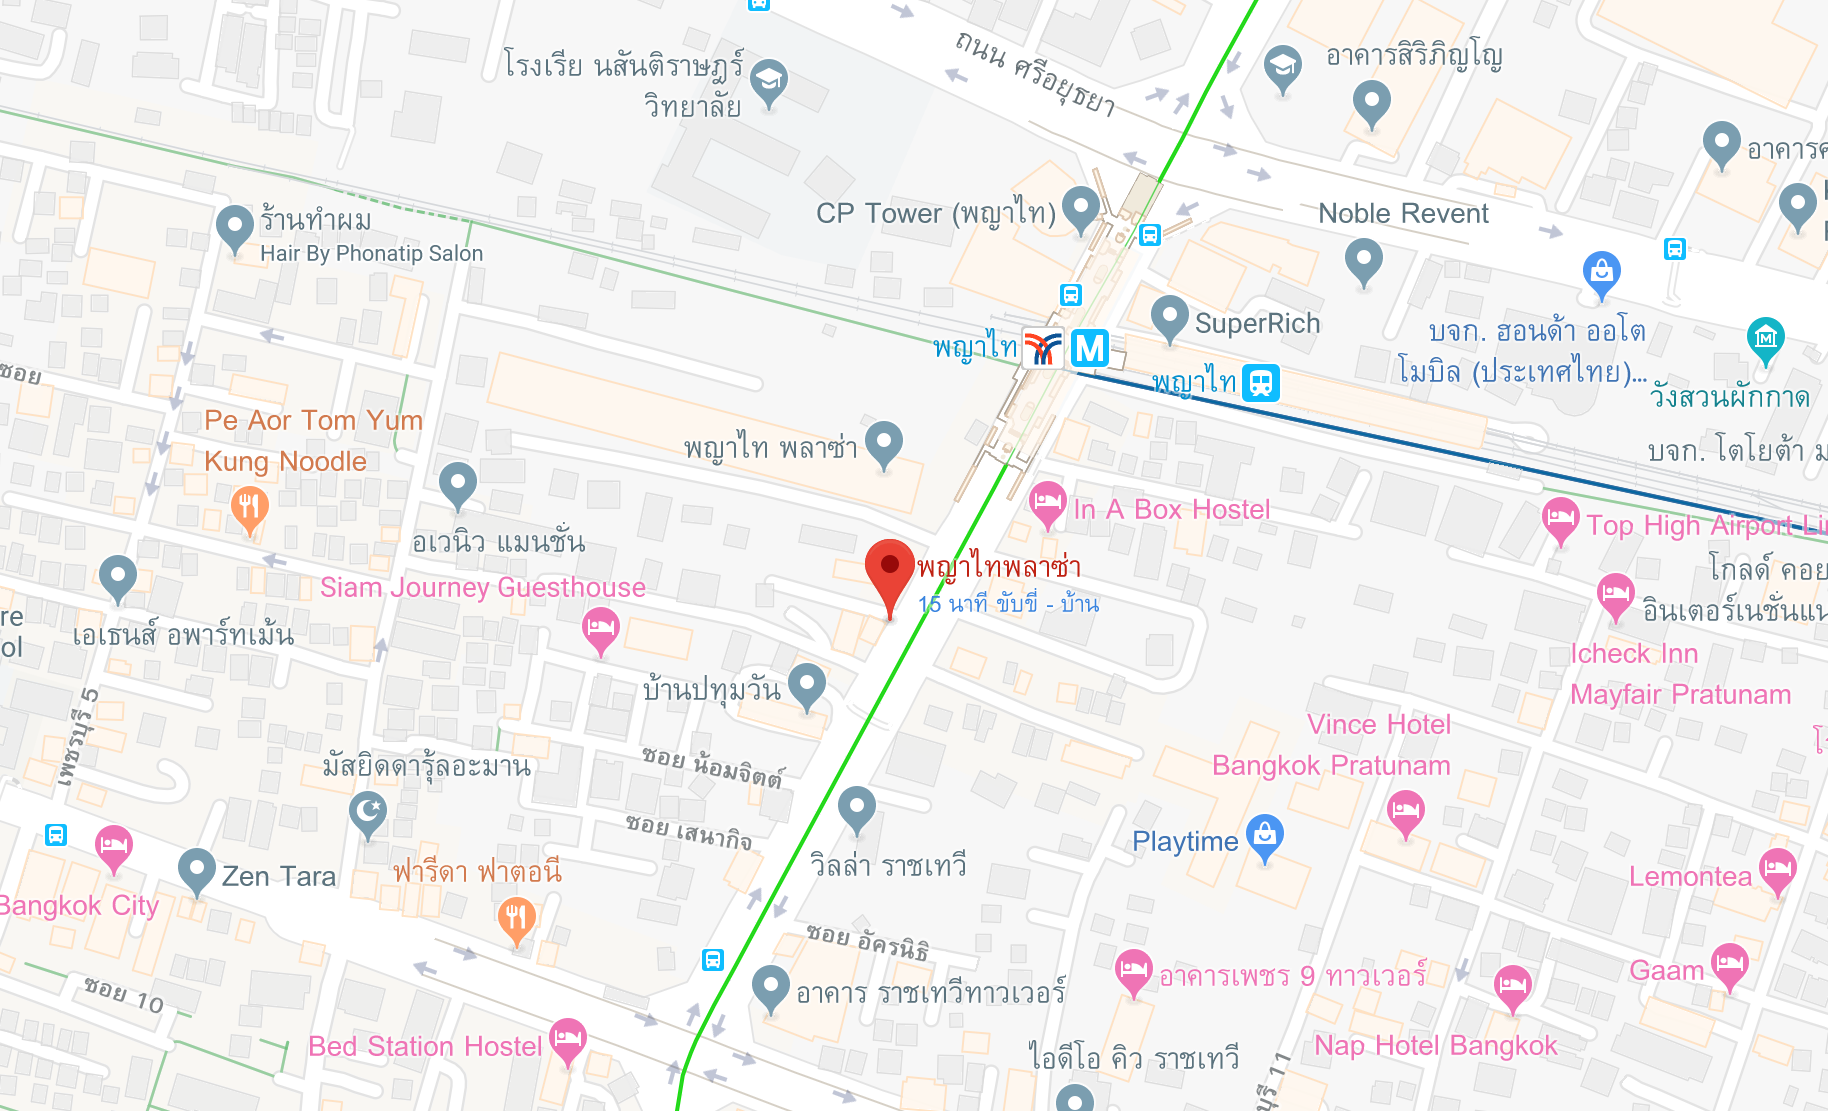 ถนน ศรีอยุธยา
อาคารสิริภิญโญ
โรงเรีย นสันติราษฎร์
วิทยาลัย
อาคารศ
CP Tower (พญาไท)
Noble Revent
ร้านทำผม
Hair By Phonatip Salon
SuperRich
บจก. ฮอนด้า ออโต
โมบิล (ประเทศไทย)...
พญาไท
M
พญาไท
วังสวนผักกาด
ซอย
Pe Aor Tom Yum
Kung Noodle
พญาไท พลาซ่า
บจก. โตโยต้า ม
In A Box Hostel
Top High Airport Lin
อเวนิว แมนชั่น
พญาไทพลาซ่า
15 นาที ขับขี่ - บ้าน
โกลด์ คอย
อินเตอร์เนชั่นแน
Siam Journey Guesthouse
re
ol
เอเธนส์ อพาร์ทเม้น
Icheck Inn
Mayfair Pratunam
บ้านปทุมวัน
เพชรบุรี 5
Vince Hotel
Bangkok Pratunam
โร
มัสยิดดารุ้ลอะมาน
ซอย น้อมจิตต์
ซอย เสนากิจ
Playtime
วิลล่า ราชเทวี
Zen Tara
ฟารีดา ฟาตอนี
Lemontea
Bangkok City
ซอย อัครนิธิ
Gaam
อาคารเพชร 9 ทาวเวอร์
ซอย 10
อาคาร ราชเทวีทาวเวอร์
Bed Station Hostel
ไอดีโอ คิว ราชเทวี
Nap Hotel Bangkok
บุรี 11